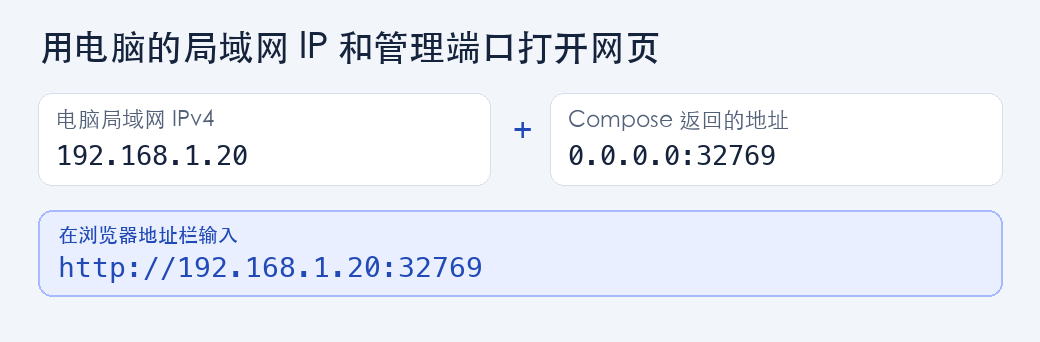 用电脑的局域网 IP 和管理端口打开网页
电脑局域网 IPv4
192.168.1.20
+
Compose 返回的地址
0.0.0.0:32769
在浏览器地址栏输入
http://192.168.1.20:32769